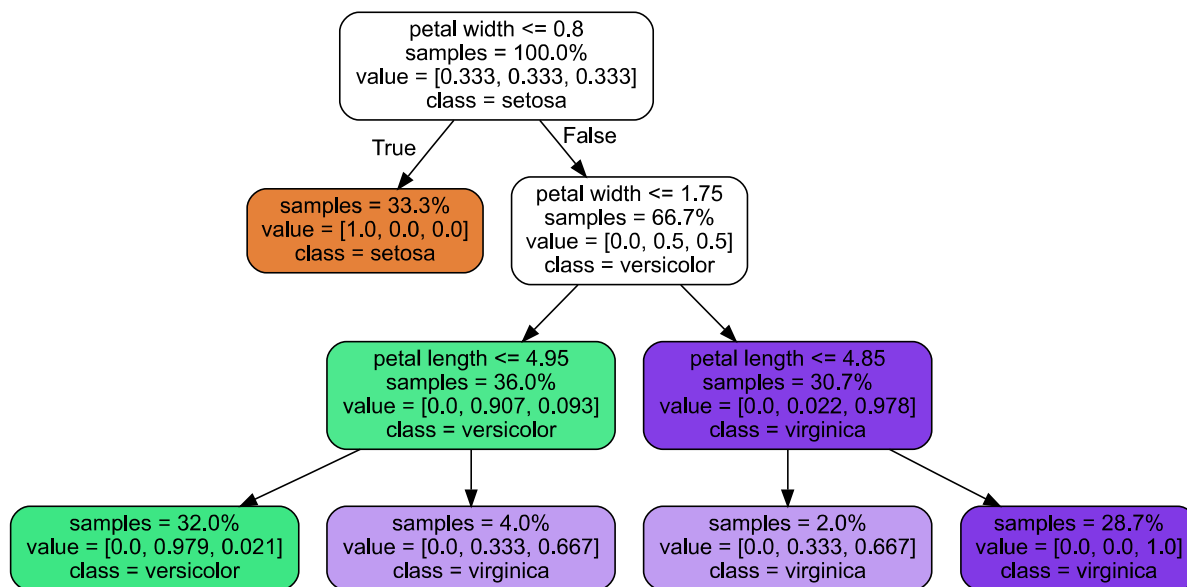 petal width <= 0.8
samples = 100.0%
value = [0.333, 0.333, 0.333]
class = setosa
True
False
samples = 33.3%
value = [1.0, 0.0, 0.0]
class = setosa
petal width <= 1.75
samples = 66.7%
value = [0.0, 0.5, 0.5]
class = versicolor
petal length <= 4.95
samples = 36.0%
value = [0.0, 0.907, 0.093]
class = versicolor
petal length <= 4.85
samples = 30.7%
value = [0.0, 0.022, 0.978]
class = virginica
samples = 32.0%
value = [0.0, 0.979, 0.021]
class = versicolor
samples = 4.0%
value = [0.0, 0.333, 0.667]
class = virginica
samples = 2.0%
value = [0.0, 0.333, 0.667]
class = virginica
samples = 28.7%
value = [0.0, 0.0, 1.0]
class = virginica